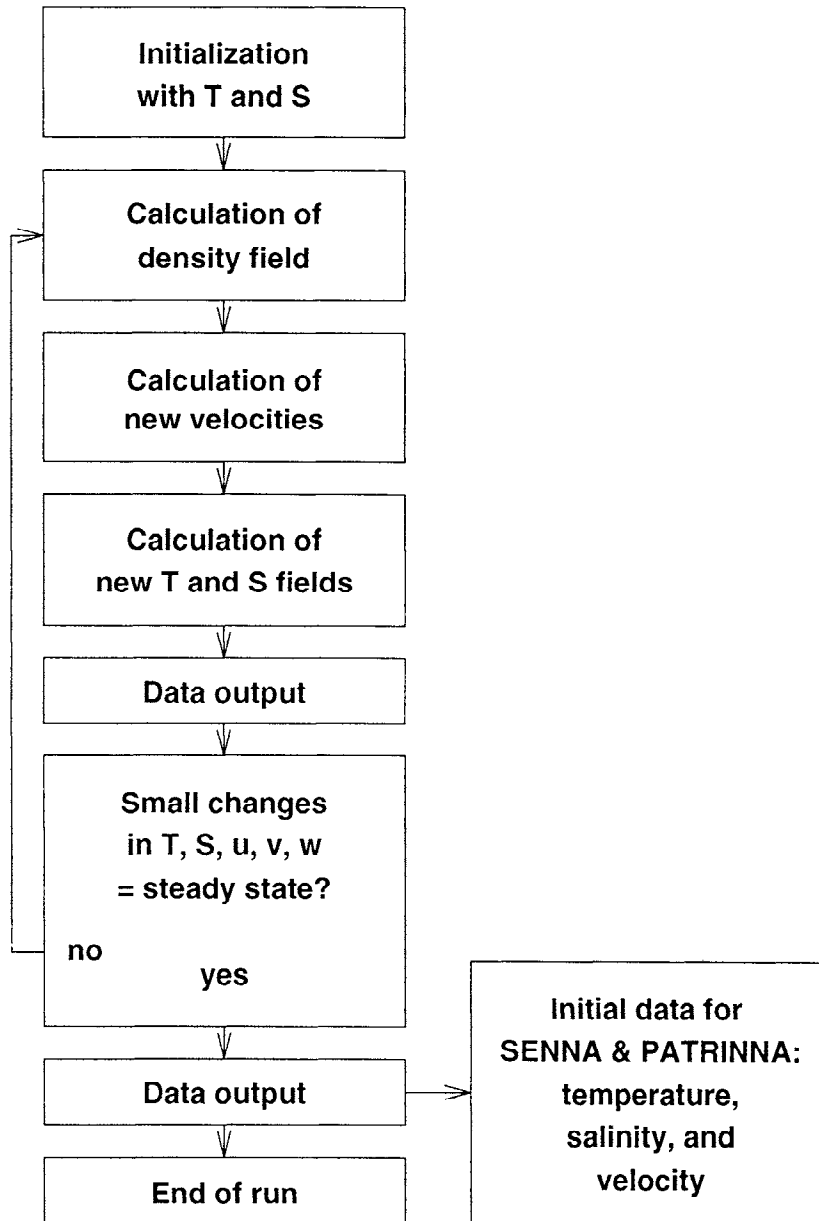 Initialization
with T and S
Calculation of
density field
Calculation of
new velocities
Calculation of
new T and S fields
Data output
Small changes
in T, S, u, v, w
= steady state?
no
yes
Data output
End of run
Initial data for
SENNA & PATRINNA:
temperature,
salinity, and
velocity